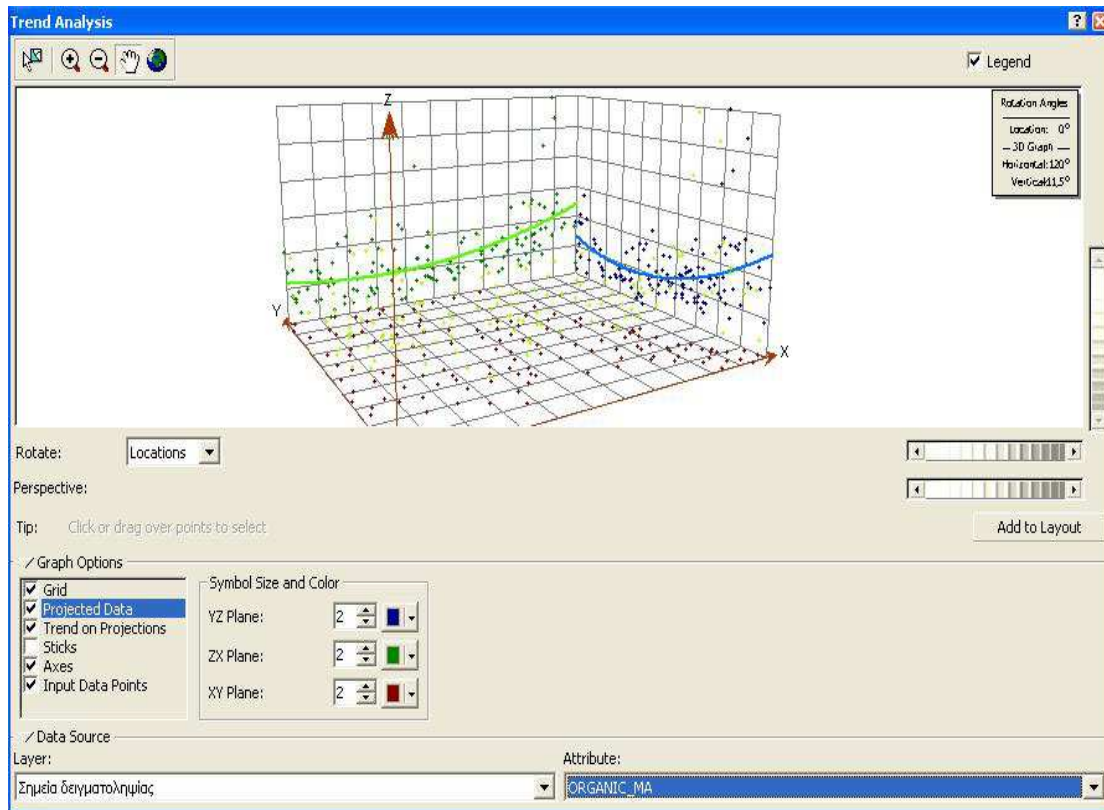 Trend Analysis
Legend
Z
Y
X
Rotation Angles
Location: 0°
— 3D Graph —
Horizontal:120°
Vertical:11,5°
Rotate: Locations
Perspective:
Tip: Click or drag over points to select
Add to Layout
Graph Options
Grid
Projected Data
Trend on Projections
Sticks
Axes
Input Data Points
Symbol Size and Color
YZ Plane: 2
ZX Plane: 2
XY Plane: 2
Data Source
Layer: Attribute:
Σημεία δειγματοληψίας ORGANIC_MA